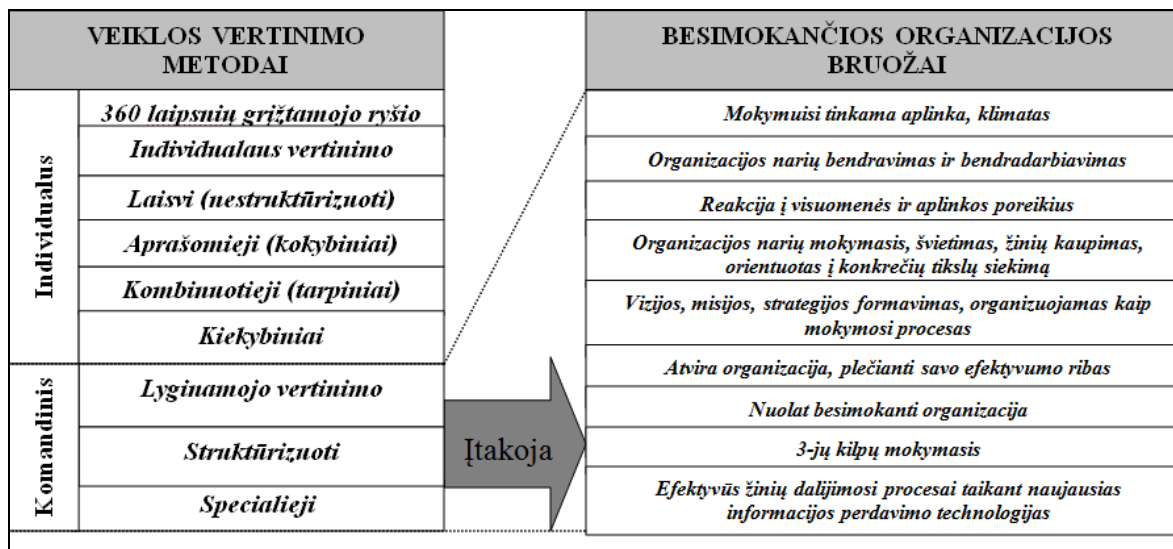 VEIKLOS VERTINIMO
METODAI
Individualus
360 laipsnių grįžtamojo ryšio
Individualaus vertinimo
Laisvi (nestruktūrizuoti)
Aprašomieji (kokybiniai)
Kombinuotieji (tarpiniai)
Kiekybiniai
Komandinis
Lyginamojo vertinimo
Struktūrizuoti
Specialieji
Įtakoja
BESIMOKANČIOS ORGANIZACIJOS
BRUOŽAI
Mokymuisi tinkama aplinka, klimatas
Organizacijos narių bendravimas ir bendradarbiavimas
Reakcija į visuomenės ir aplinkos poreikius
Organizacijos narių mokymasis, švietimas, žinių kaupimas,
orientuotas į konkrečių tikslų siekimą
Vizijos, misijos, strategijos formavimas, organizuojamas kaip
mokymosi procesas
Atvira organizacija, plečianti savo efektyvumo ribas
Nuolat besimokanti organizacija
3-jų kilpų mokymasis
Efektyvūs žinių dalijimosi procesai taikant naujausias
informacijos perdavimo technologijas